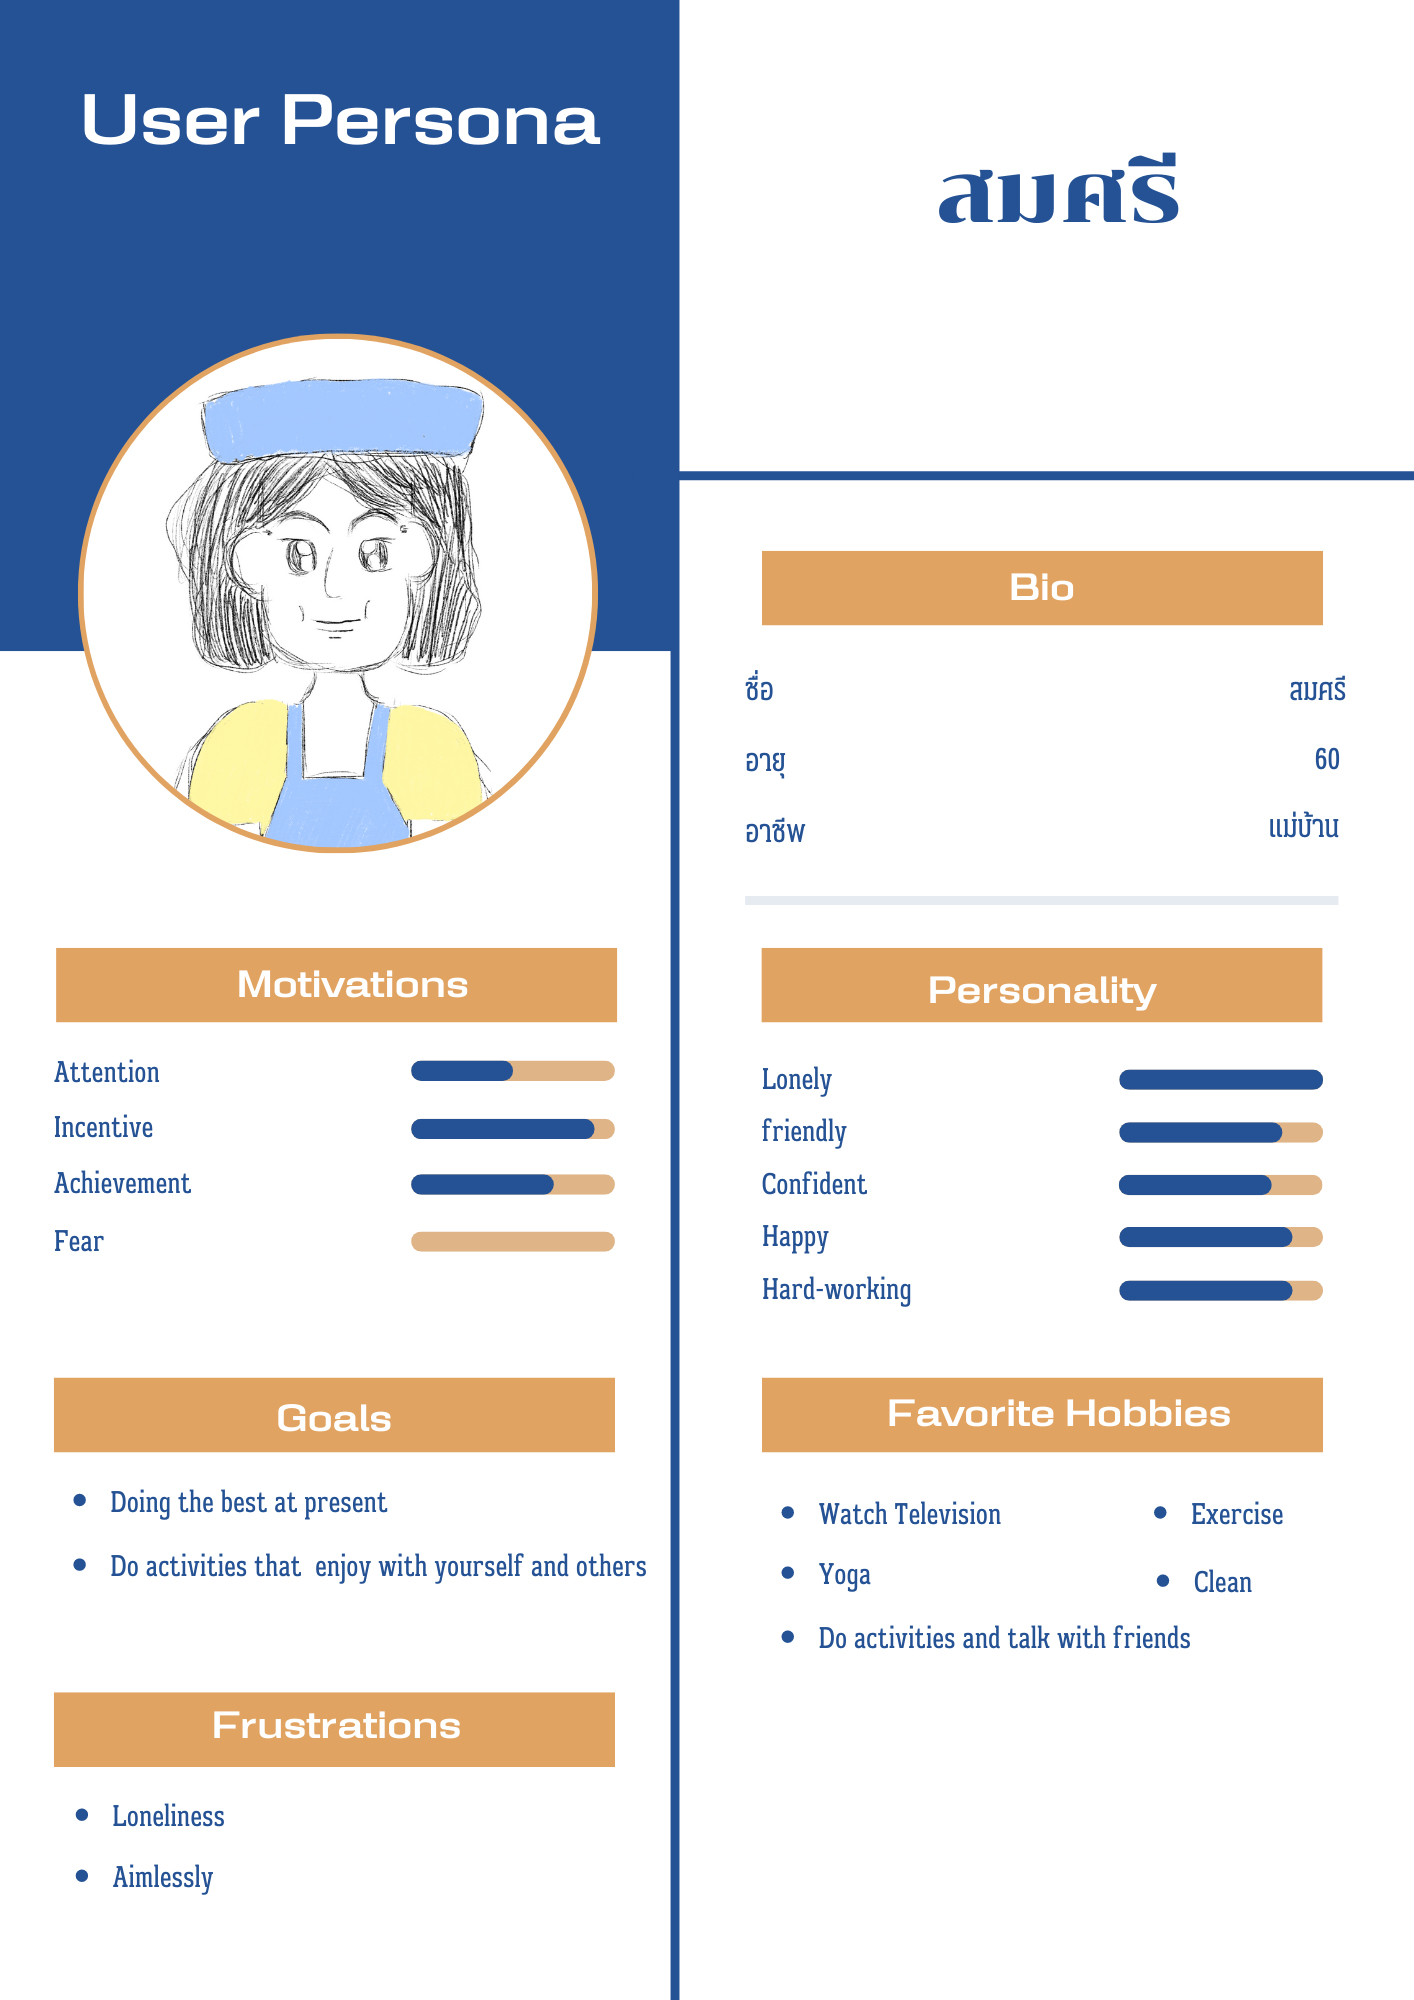 User Persona
สมศรี
Bio
ชื่อ สมศรี
อายุ 60
อาชีพ แม่บ้าน
Motivations
Attention
Incentive
Achievement
Fear
Personality
Lonely
friendly
Confident
Happy
Hard-working
Goals
Doing the best at present
Do activities that  enjoy with yourself and others
Favorite Hobbies
Watch Television
Yoga
Do activities and talk with friends
Exercise
Clean
Frustrations
Loneliness
Aimlessly